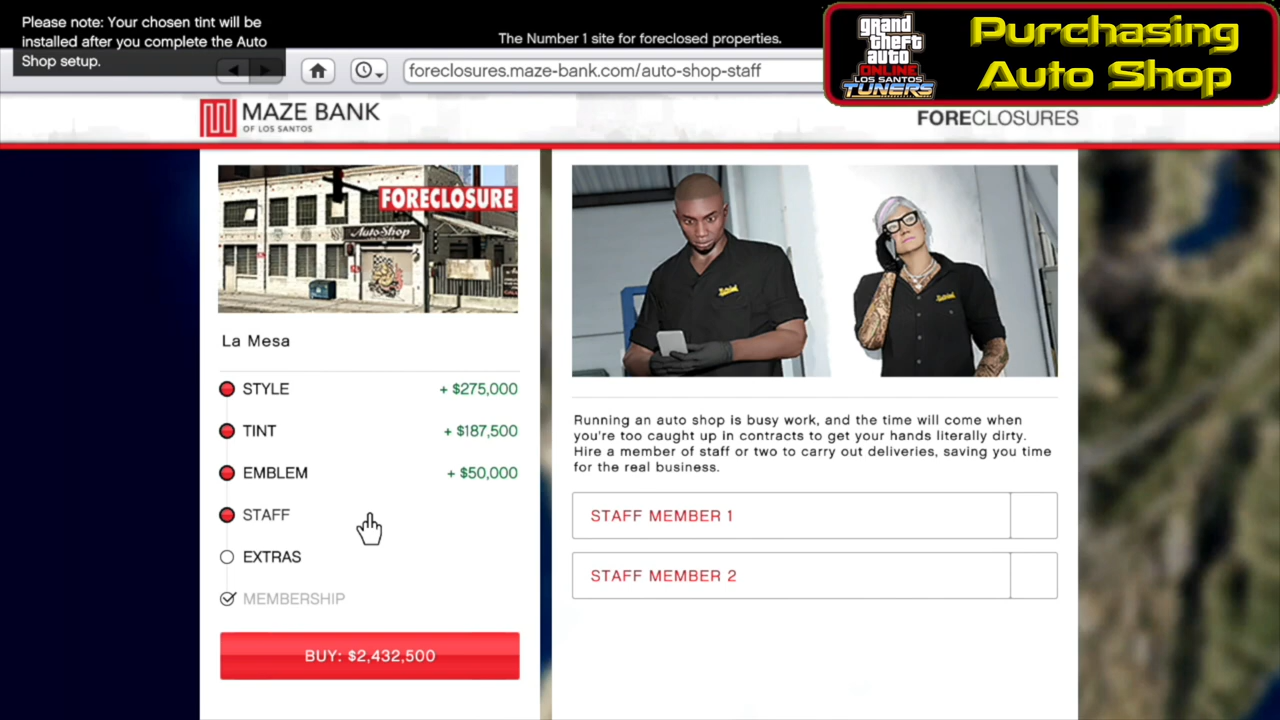 Please note: Your chosen tint will be
installed after you complete the Auto
Shop setup.
The Number 1 site for foreclosed properties.
foreclosures.maze-bank.com/auto-shop-staff
grand
theft
auto
ONLINE
LOS SANTOS
TUNERS
Purchasing
Auto Shop
MAZE BANK
OF LOS SANTOS
FORECLOSURES
FORECLOSURE
Auto Shop
La Mesa
STYLE + $275,000
TINT + $187,500
EMBLEM + $50,000
STAFF
EXTRAS
MEMBERSHIP
BUY: $2,432,500
Running an auto shop is busy work, and the time will come when
you're too caught up in contracts to get your hands literally dirty.
Hire a member of staff or two to carry out deliveries, saving you time
for the real business.
STAFF MEMBER 1
STAFF MEMBER 2